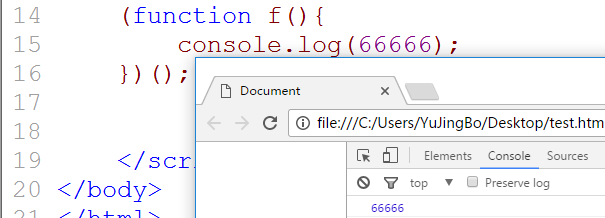 14 (function f(){
15 console.log(66666);
16 })();
17
18
19 </scr
20 </body>
21 </html>
Document
file:///C:/Users/YuJingBo/Desktop/test.htm
Elements Console Sources
top Preserve log
66666